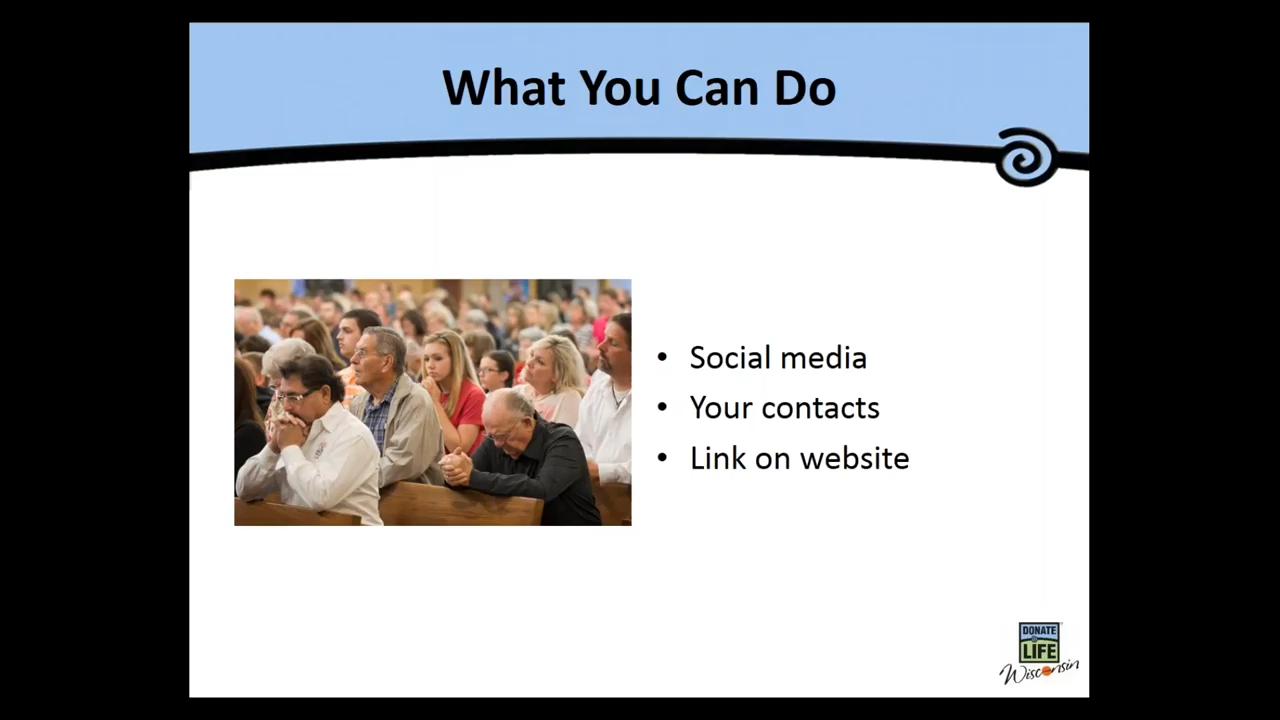 What You Can Do
Social media
Your contacts
Link on website
DONATE
LIFE
Wisconsin